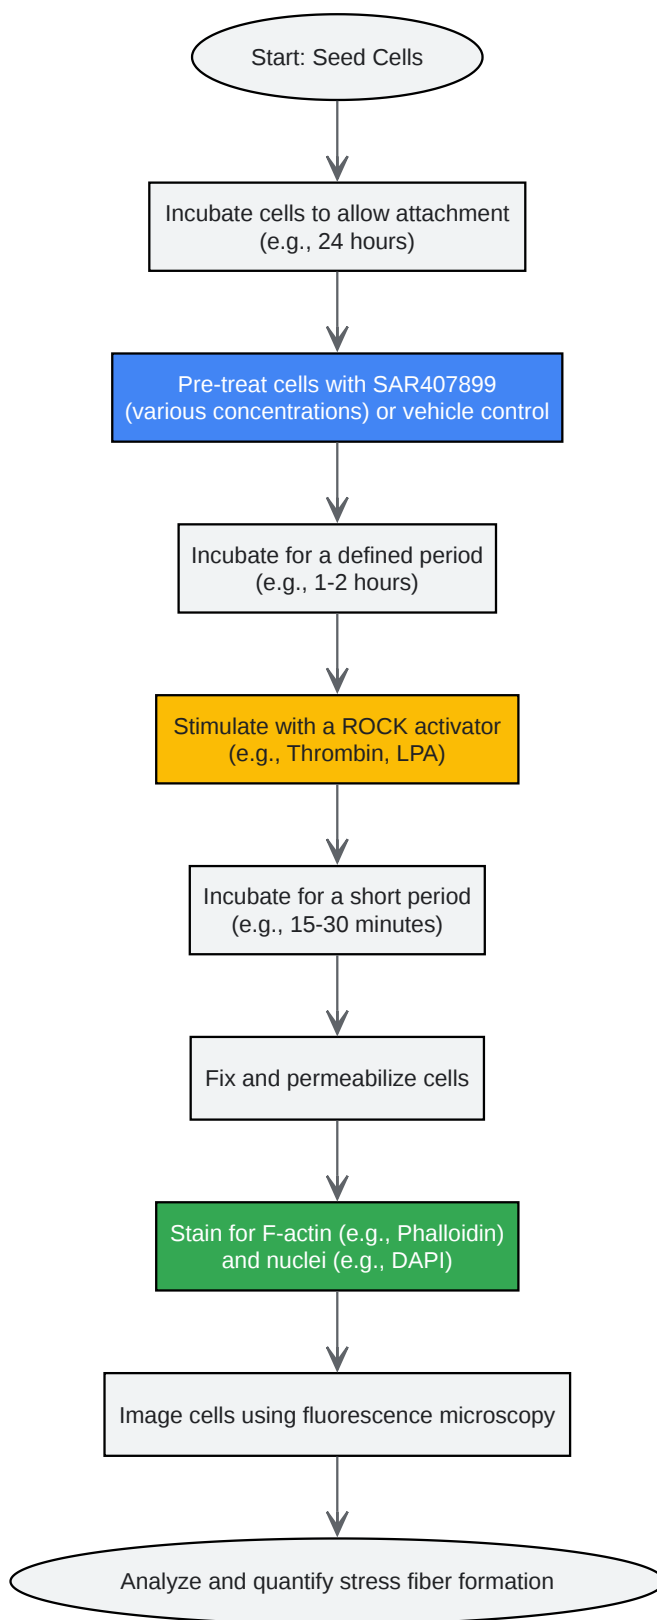 Start: Seed Cells
Incubate cells to allow attachment
(e.g., 24 hours)
Pre-treat cells with SAR407899
(various concentrations) or vehicle control
Incubate for a defined period
(e.g., 1-2 hours)
Stimulate with a ROCK activator
(e.g., Thrombin, LPA)
Incubate for a short period
(e.g., 15-30 minutes)
Fix and permeabilize cells
Stain for F-actin (e.g., Phalloidin)
and nuclei (e.g., DAPI)
Image cells using fluorescence microscopy
Analyze and quantify stress fiber formation